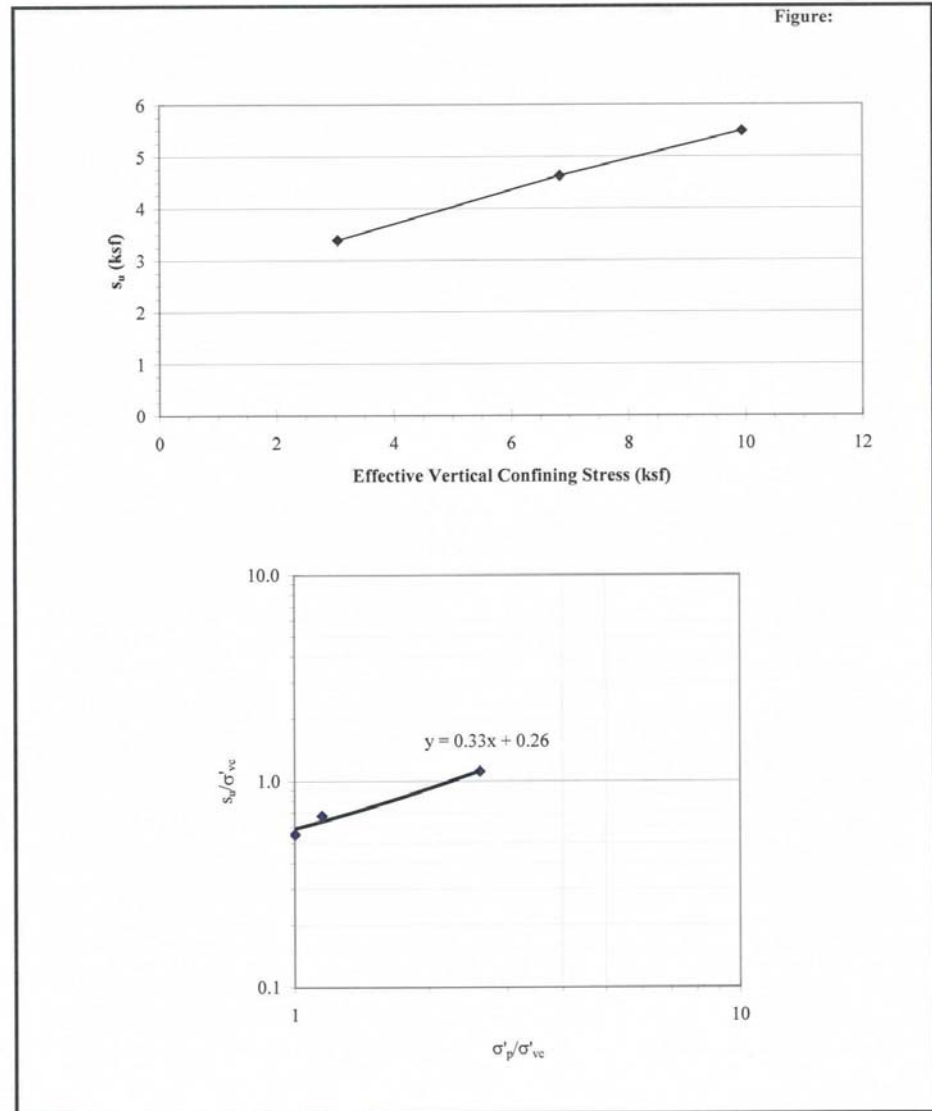 Figure:
6
5
4
3
2
1
0
s_u (ksf)
0 2 4 6 8 10 12
Effective Vertical Confining Stress (ksf)
10.0
y = 0.33x + 0.26
1.0
s_u/σ'_vc
0.1
1 10
σ'_p/σ'_vc